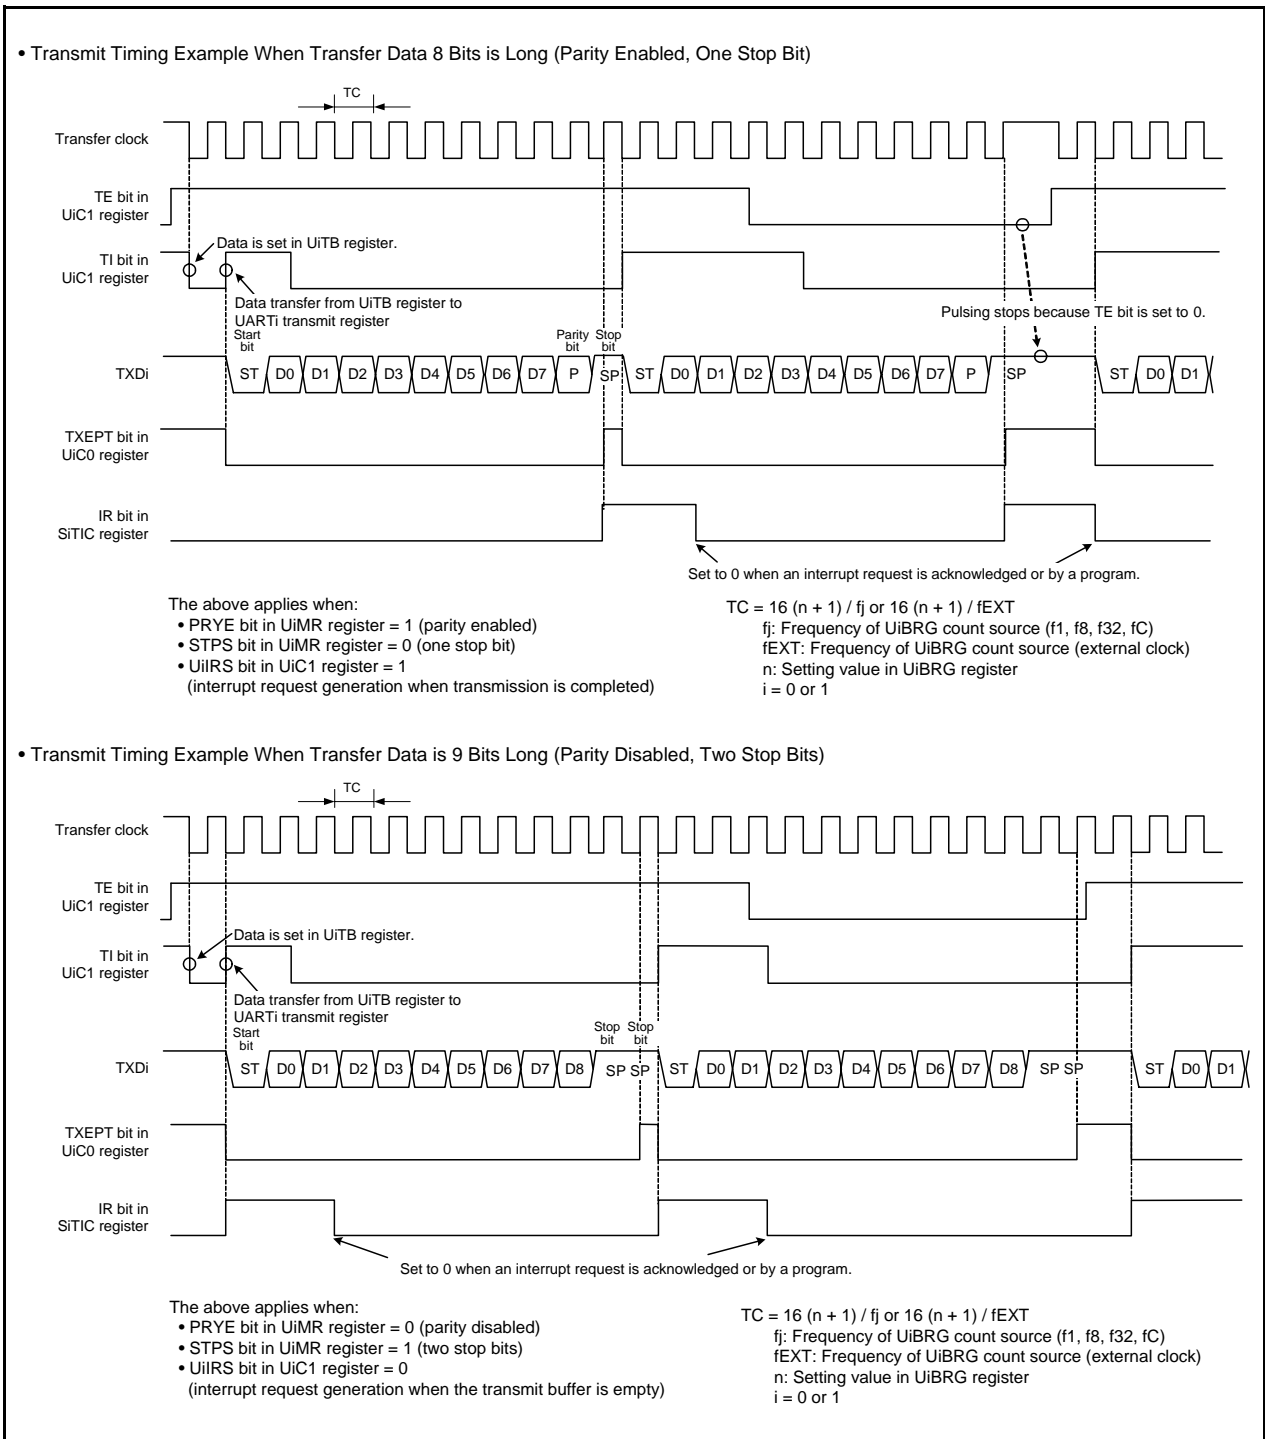 • Transmit Timing Example When Transfer Data 8 Bits is Long (Parity Enabled, One Stop Bit)
TC
Transfer clock
TE bit in
UiC1 register
Data is set in UiTB register.
TI bit in
UiC1 register
Data transfer from UiTB register to
UARTi transmit register
Pulsing stops because TE bit is set to 0.
Start
bit
Parity
bit
Stop
bit
TXDi
ST D0 D1 D2 D3 D4 D5 D6 D7 P SP ST D0 D1 D2 D3 D4 D5 D6 D7 P SP ST D0 D1
TXEPT bit in
UiC0 register
IR bit in
SiTIC register
Set to 0 when an interrupt request is acknowledged or by a program.
The above applies when:
• PRYE bit in UiMR register = 1 (parity enabled)
• STPS bit in UiMR register = 0 (one stop bit)
• UiIRS bit in UiC1 register = 1
(interrupt request generation when transmission is completed)
TC = 16 (n + 1) / fj or 16 (n + 1) / fEXT
fj: Frequency of UiBRG count source (f1, f8, f32, fC)
fEXT: Frequency of UiBRG count source (external clock)
n: Setting value in UiBRG register
i = 0 or 1
• Transmit Timing Example When Transfer Data is 9 Bits Long (Parity Disabled, Two Stop Bits)
TC
Transfer clock
TE bit in
UiC1 register
Data is set in UiTB register.
TI bit in
UiC1 register
Data transfer from UiTB register to
UARTi transmit register
Start
bit
Stop
bit
Stop
bit
TXDi
ST D0 D1 D2 D3 D4 D5 D6 D7 D8 SP SP ST D0 D1 D2 D3 D4 D5 D6 D7 D8 SP SP ST D0 D1
TXEPT bit in
UiC0 register
IR bit in
SiTIC register
Set to 0 when an interrupt request is acknowledged or by a program.
The above applies when:
• PRYE bit in UiMR register = 0 (parity disabled)
• STPS bit in UiMR register = 1 (two stop bits)
• UiIRS bit in UiC1 register = 0
(interrupt request generation when the transmit buffer is empty)
TC = 16 (n + 1) / fj or 16 (n + 1) / fEXT
fj: Frequency of UiBRG count source (f1, f8, f32, fC)
fEXT: Frequency of UiBRG count source (external clock)
n: Setting value in UiBRG register
i = 0 or 1